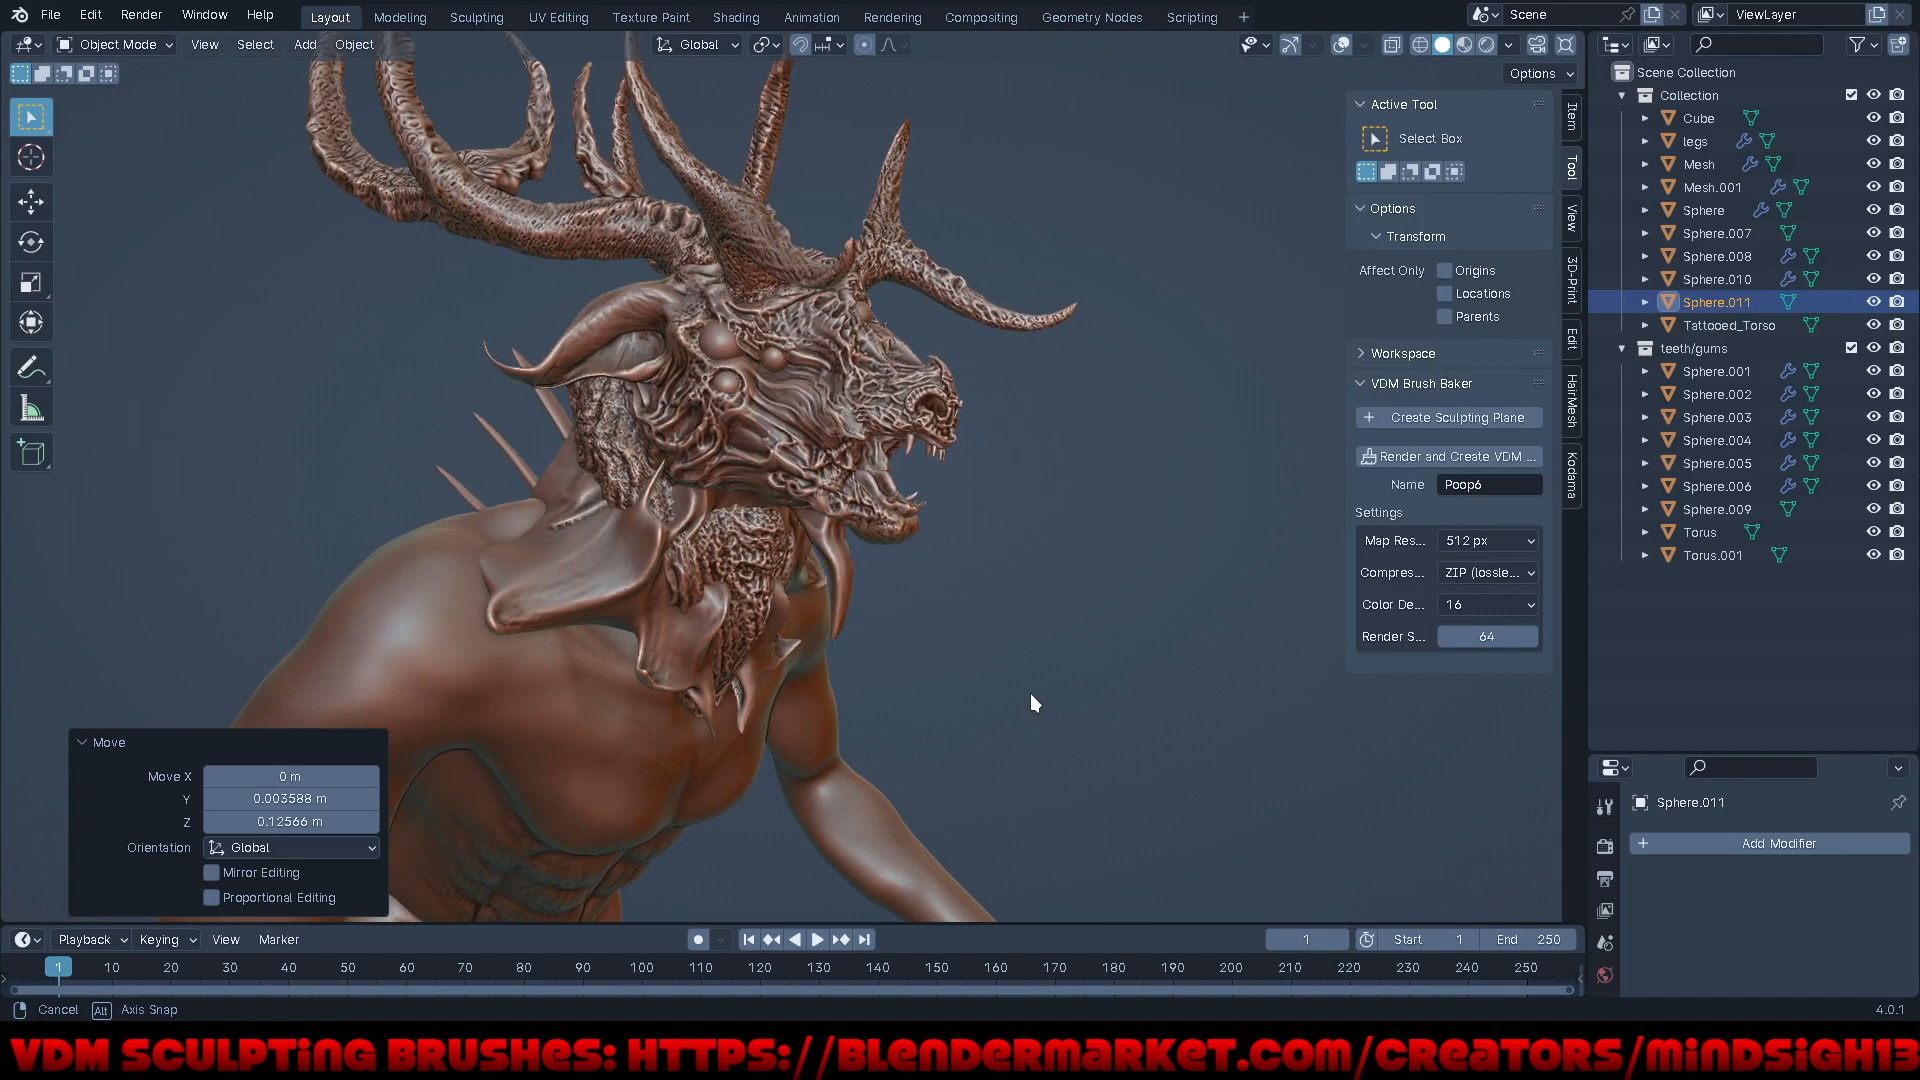 File Edit Render Window Help Layout Modeling Sculpting UV Editing Texture Paint Shading Animation Rendering Compositing Geometry Nodes Scripting + Scene ViewLayer
Object Mode View Select Add Object Global
Options
Active Tool
Select Box
Options
Transform
Affect Only Origins
Locations
Parents
Workspace
VDM Brush Baker
+ Create Sculpting Plane
Render and Create VDM ...
Name Poop6
Settings
Map Res... 512 px
Compres... ZIP (lossle...
Color De... 16
Render S... 64
Item
Tool
View
3D-Print
Edit
HairMesh
Kodama
Scene Collection
Collection
Cube
legs
Mesh
Mesh.001
Sphere
Sphere.007
Sphere.008
Sphere.010
Sphere.011
Tattooed_Torso
teeth/gums
Sphere.001
Sphere.002
Sphere.003
Sphere.004
Sphere.005
Sphere.006
Sphere.009
Torus
Torus.001
Sphere.011
+ Add Modifier
Move
Move X 0 m
Y 0.003588 m
Z 0.12566 m
Orientation Global
Mirror Editing
Proportional Editing
Playback Keying View Marker 1 Start 1 End 250
1 10 20 30 40 50 60 70 80 90 100 110 120 130 140 150 160 170 180 190 200 210 220 230 240 250
Cancel Alt Axis Snap 4.0.1
VDM SCULPTING BRUSHES: HTTPS://BLENDERMARKET.COM/CREATORS/MINDSIGH13